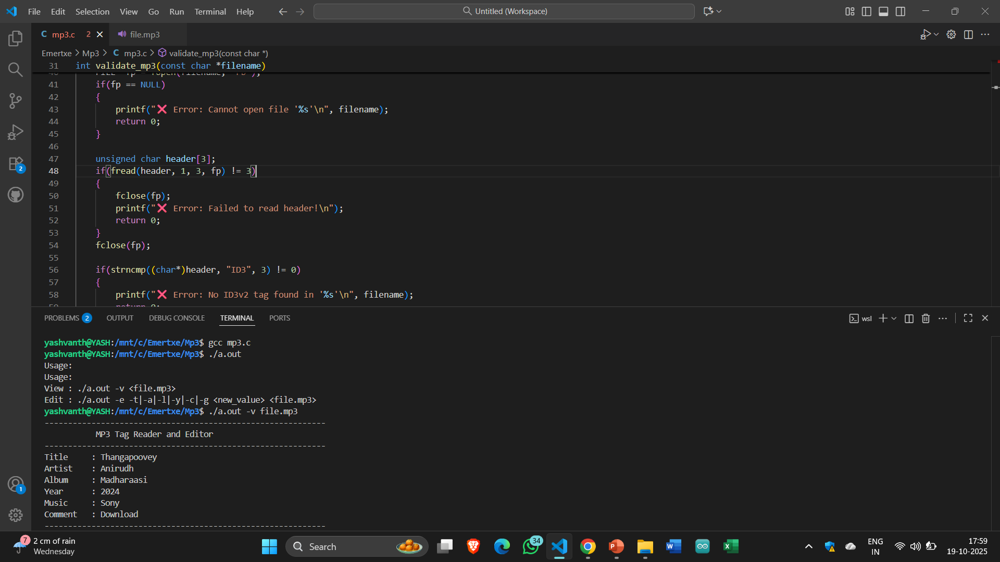 File Edit Selection View Go Run Terminal Help
Untitled (Workspace)
mp3.c 2
file.mp3
Emertxe > Mp3 > C mp3.c > validate_mp3(const char *)
31 int validate_mp3(const char *filename)
41 if(fp == NULL)
42 {
43 printf("❌ Error: Cannot open file '%s'\n", filename);
44 return 0;
45 }
46
47 unsigned char header[3];
48 if(fread(header, 1, 3, fp) != 3)
49 {
50 fclose(fp);
51 printf("❌ Error: Failed to read header!\n");
52 return 0;
53 }
54 fclose(fp);
55
56 if(strncmp((char*)header, "ID3", 3) != 0)
57 {
58 printf("❌ Error: No ID3v2 tag found in '%s'\n", filename);
2
1
PROBLEMS 2 OUTPUT DEBUG CONSOLE TERMINAL PORTS
wsl
yashvanth@YASH:/mnt/c/Emertxe/Mp3$ gcc mp3.c
yashvanth@YASH:/mnt/c/Emertxe/Mp3$ ./a.out
Usage:
Usage:
View : ./a.out -v <file.mp3>
Edit : ./a.out -e -t|-a|-l|-y|-c|-g <new_value> <file.mp3>
yashvanth@YASH:/mnt/c/Emertxe/Mp3$ ./a.out -v file.mp3
------------------------------------------------------------
MP3 Tag Reader and Editor
------------------------------------------------------------
Title : Thangapoovey
Artist : Anirudh
Album : Madharaasi
Year : 2024
Music : Sony
Comment : Download
------------------------------------------------------------
7
2 cm of rain
Wednesday
Search
34
ENG
IN
17:59
19-10-2025